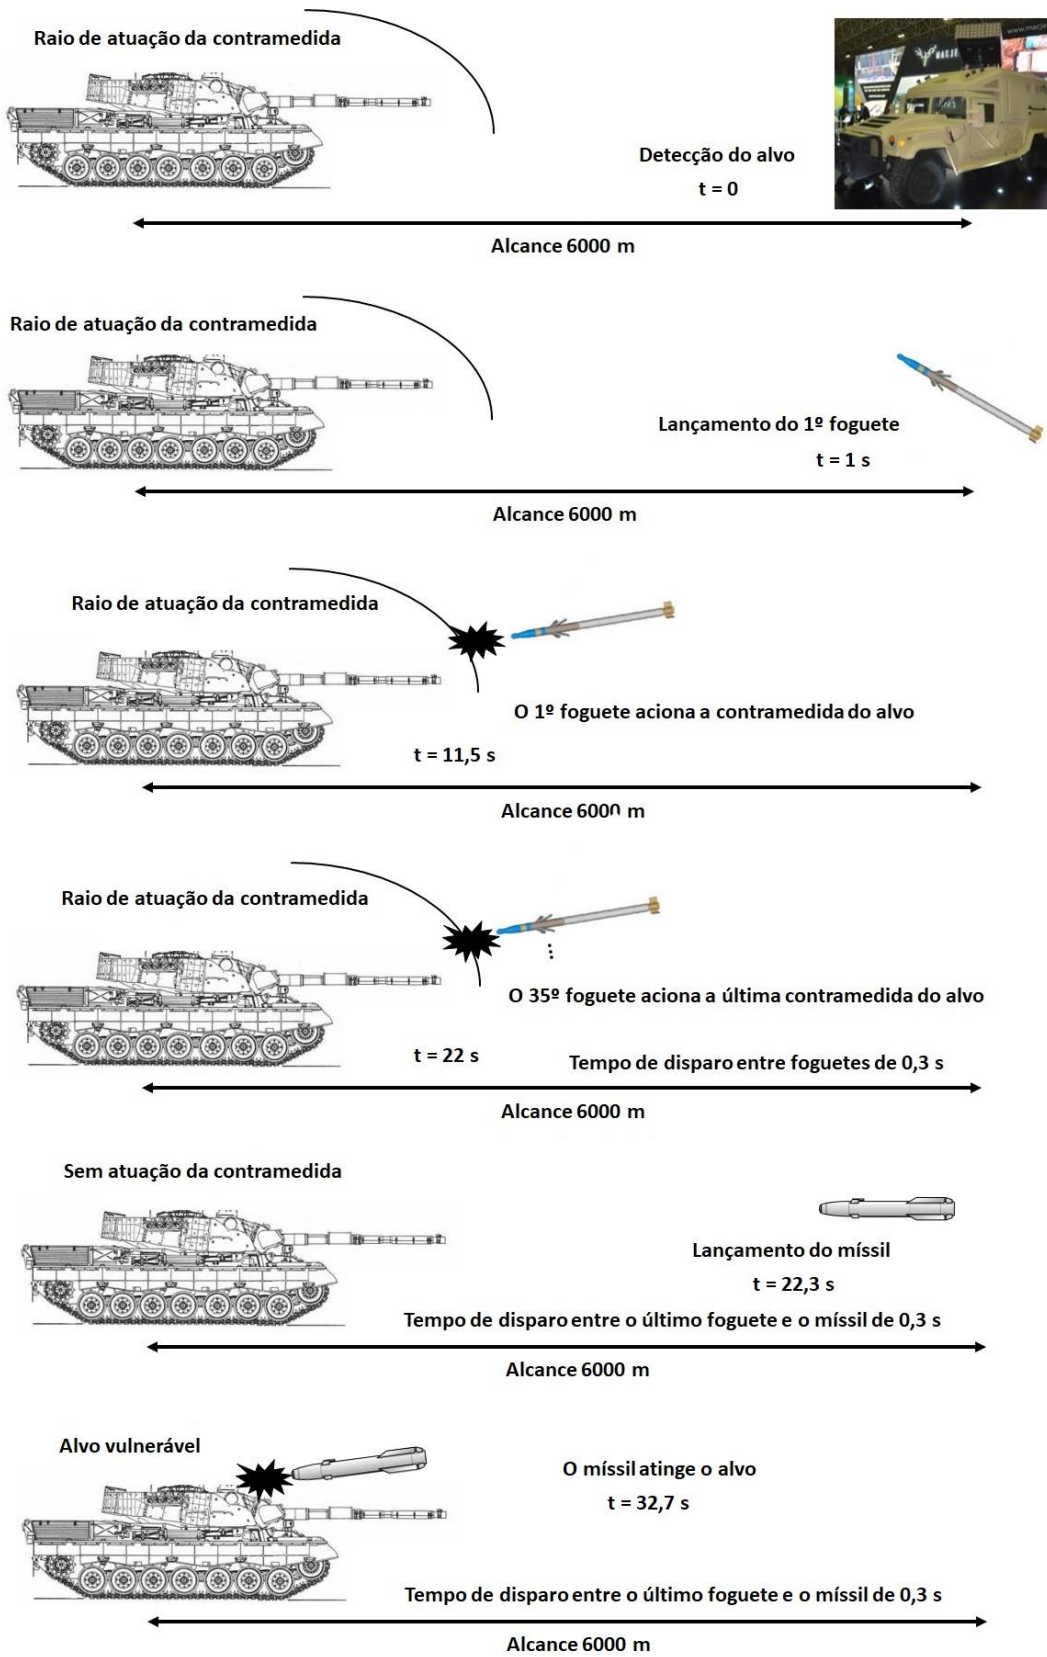 Raio de atuação da contramedida
www.macje
MACJE
Detecção do alvo
t = 0
Alcance 6000 m
Raio de atuação da contramedida
Lançamento do 1º foguete
t = 1 s
Alcance 6000 m
Raio de atuação da contramedida
O 1º foguete aciona a contramedida do alvo
t = 11,5 s
Alcance 6000 m
Raio de atuação da contramedida
O 35º foguete aciona a última contramedida do alvo
t = 22 s
Tempo de disparo entre foguetes de 0,3 s
Alcance 6000 m
Sem atuação da contramedida
Lançamento do míssil
t = 22,3 s
Tempo de disparo entre o último foguete e o míssil de 0,3 s
Alcance 6000 m
Alvo vulnerável
O míssil atinge o alvo
t = 32,7 s
Tempo de disparo entre o último foguete e o míssil de 0,3 s
Alcance 6000 m